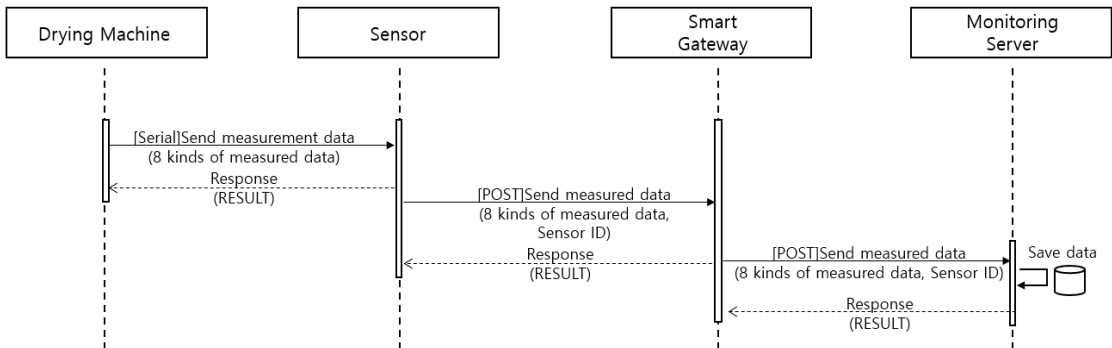 Drying Machine
Sensor
Smart
Gateway
Monitoring
Server
[Serial]Send measurement data
(8 kinds of measured data)
Response
(RESULT)
[POST]Send measured data
(8 kinds of measured data,
Sensor ID)
Response
(RESULT)
[POST]Send measured data
(8 kinds of measured data, Sensor ID)
Save data
Response
(RESULT)